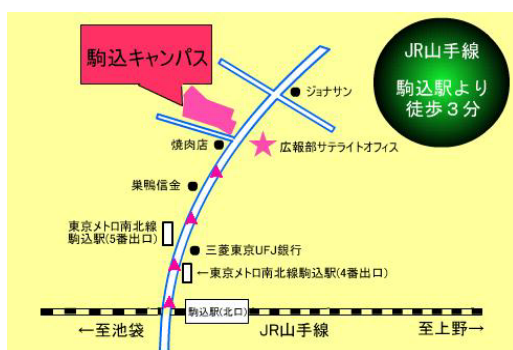 駒込キャンパス
JR山手線
駒込駅より
徒歩3分
ジョナサン
焼肉店
広報部サテライトオフィス
巣鴨信金
東京メトロ南北線
駒込駅(5番出口)
三菱東京UFJ銀行
←東京メトロ南北線駒込駅(4番出口)
駒込駅(北口)
←至池袋
JR山手線
至上野→